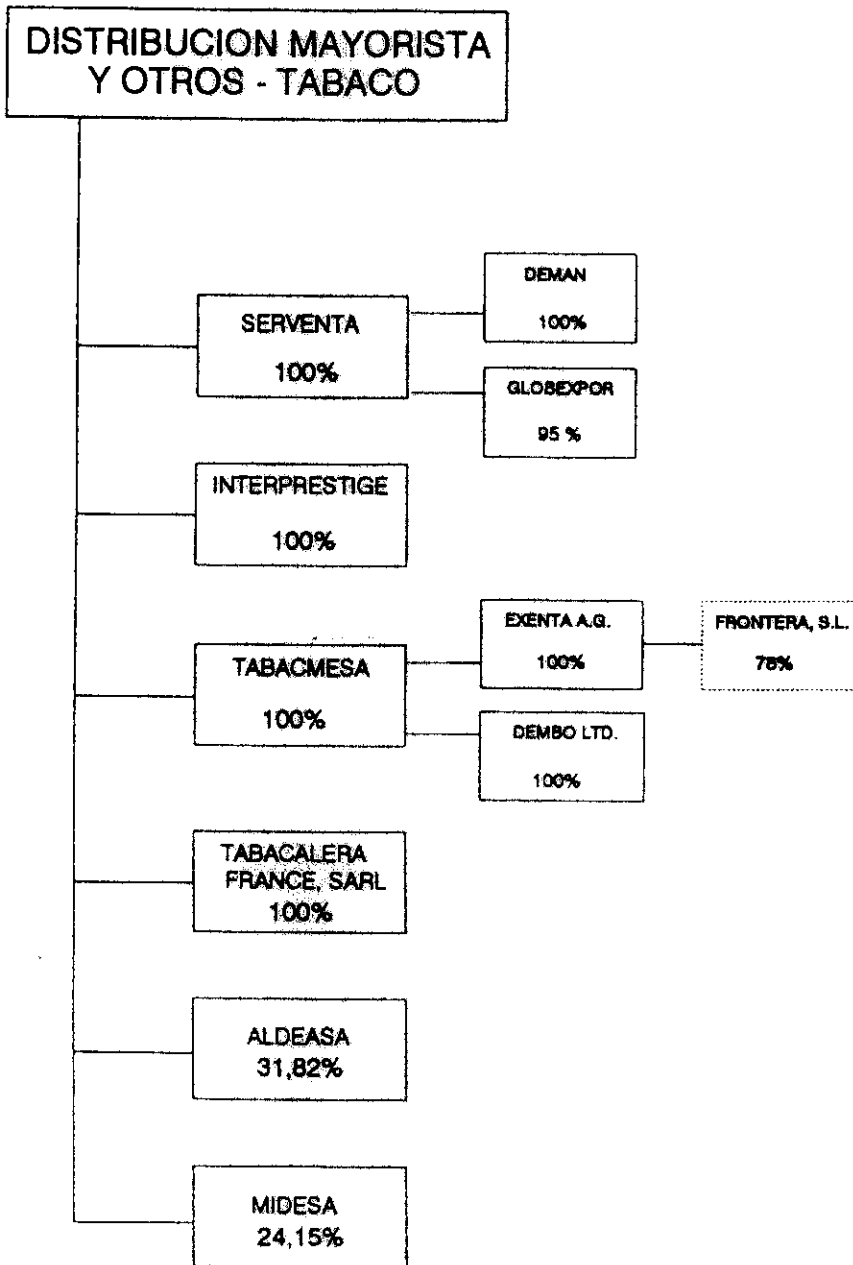 DISTRIBUCION MAYORISTA
Y OTROS - TABACO
SERVENTA
100%
DEMAN
100%
GLOBEXPOR
95 %
INTERPRESTIGE
100%
TABACMESA
100%
EXENTA A.G.
100%
FRONTERA, S.L.
78%
DEMBO LTD.
100%
TABACALERA
FRANCE, SARL
100%
ALDEASA
31,82%
MIDESA
24,15%